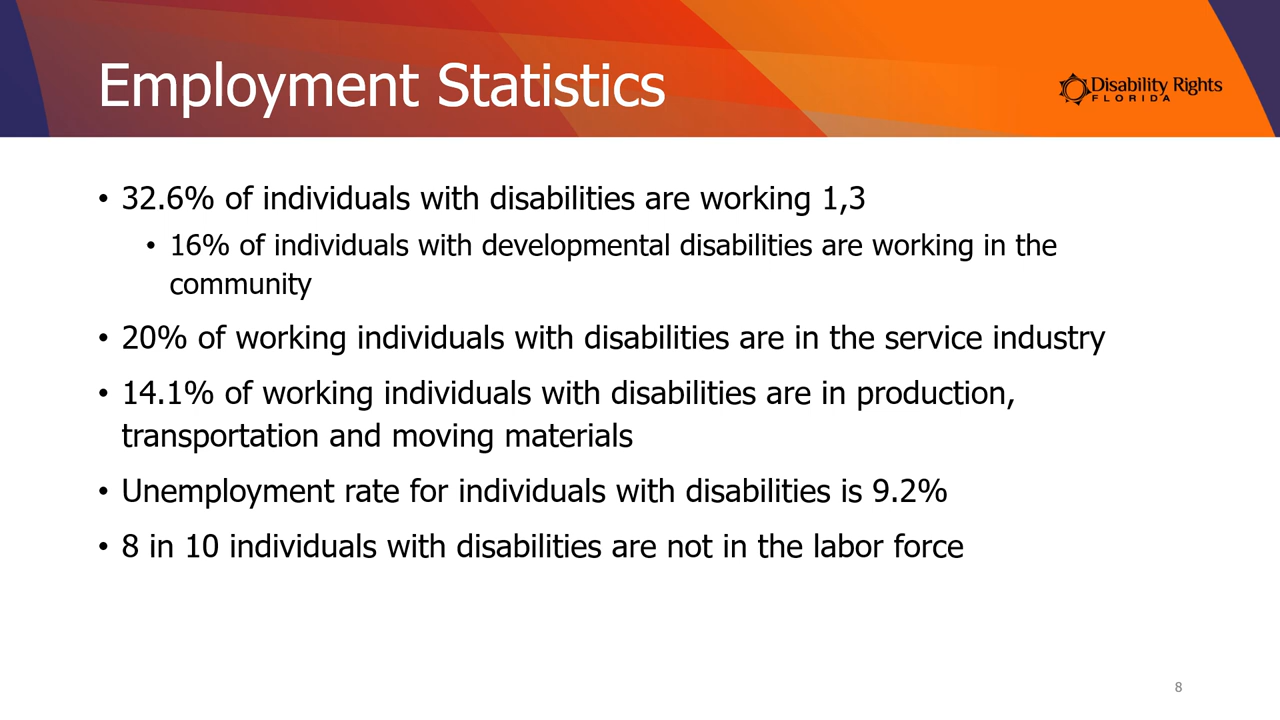 Employment Statistics
Disability Rights
FLORIDA
• 32.6% of individuals with disabilities are working 1,3
• 16% of individuals with developmental disabilities are working in the
community
• 20% of working individuals with disabilities are in the service industry
• 14.1% of working individuals with disabilities are in production,
transportation and moving materials
• Unemployment rate for individuals with disabilities is 9.2%
• 8 in 10 individuals with disabilities are not in the labor force
8